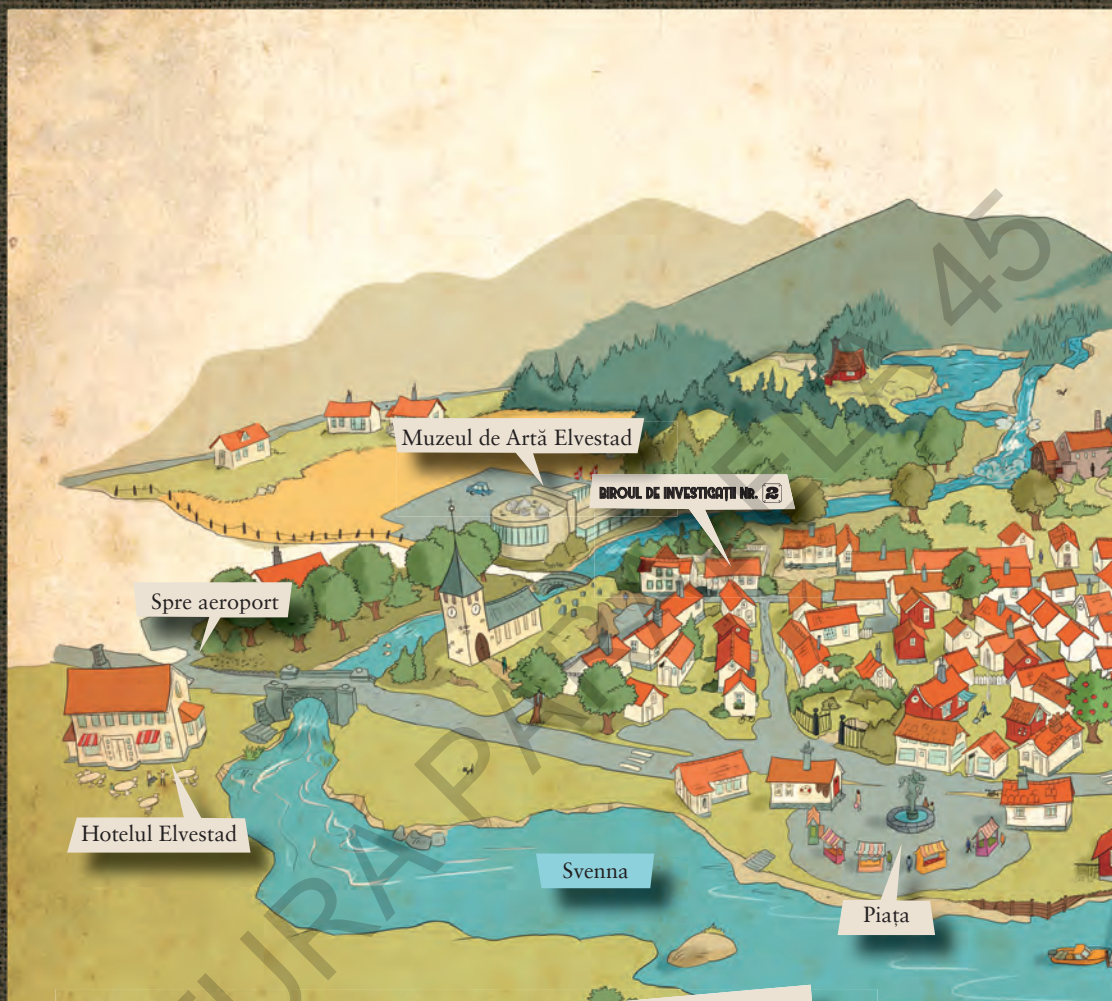 Muzeul de Artă Elvestad
BIROUL DE INVESTIGAȚII NR. 2
Spre aeroport
Hotelul Elvestad
Svenna
Piața